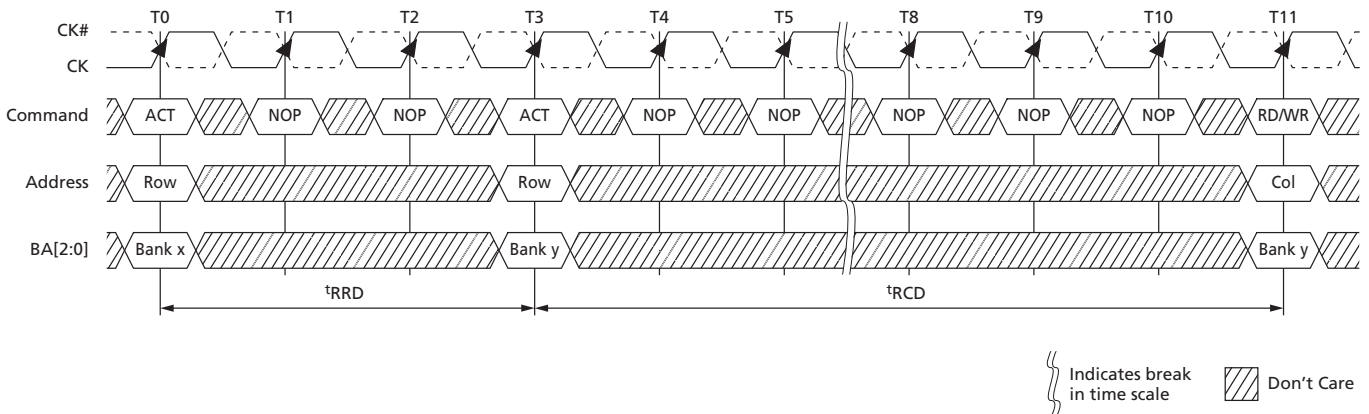 T0 T1 T2 T3 T4 T5 T8 T9 T10 T11
CK#
CK
Command ACT NOP NOP ACT NOP NOP NOP NOP NOP RD/WR
Address Row Row Col
BA[2:0] Bank x Bank y Bank y
tRRD tRCD
Indicates break
in time scale
Don't Care